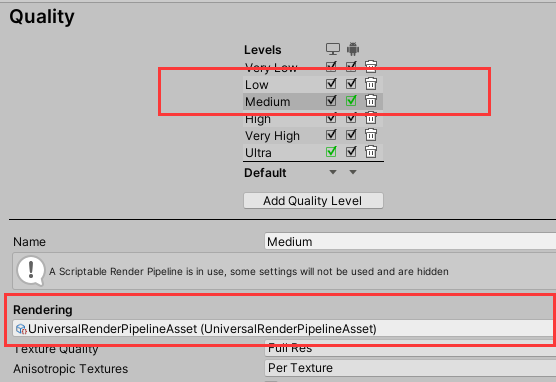 Quality
Levels
Very Low
Low
Medium
High
Very High
Ultra
Default
Add Quality Level
Name Medium
A Scriptable Render Pipeline is in use, some settings will not be used and are hidden
Rendering
UniversalRenderPipelineAsset (UniversalRenderPipelineAsset)
Texture Quality Full Res
Anisotropic Textures Per Texture